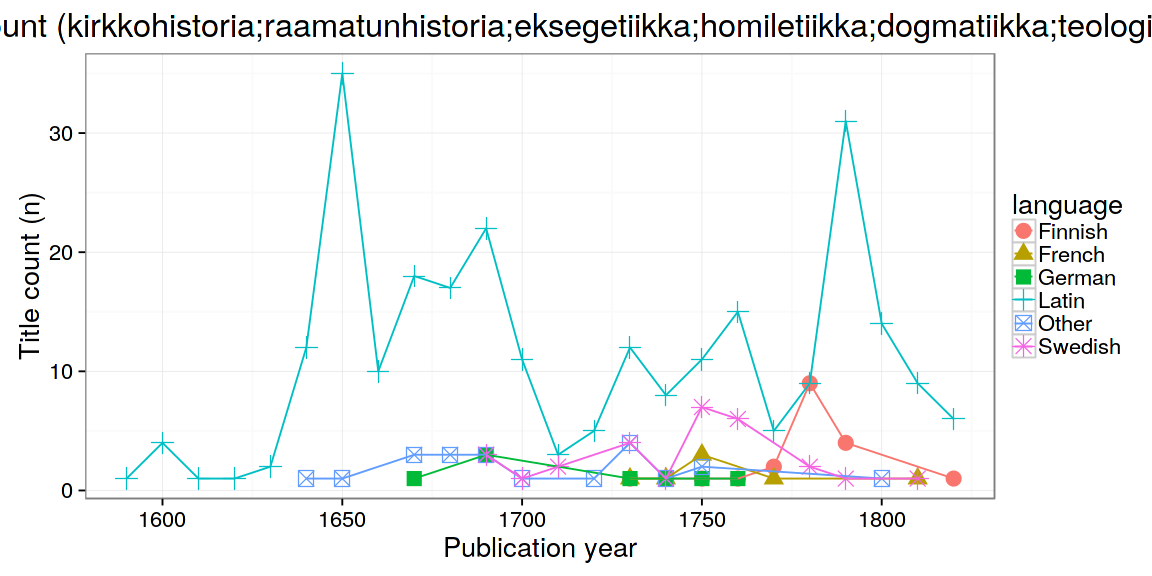 unt (kirkkohistoria;raamatunhistoria;eksegetiikka;homiletiikka;dogmatiikka;teologi
30
20
10
0
Title count (n)
1600
1650
1700
1750
1800
Publication year
language
Finnish
French
German
Latin
Other
Swedish